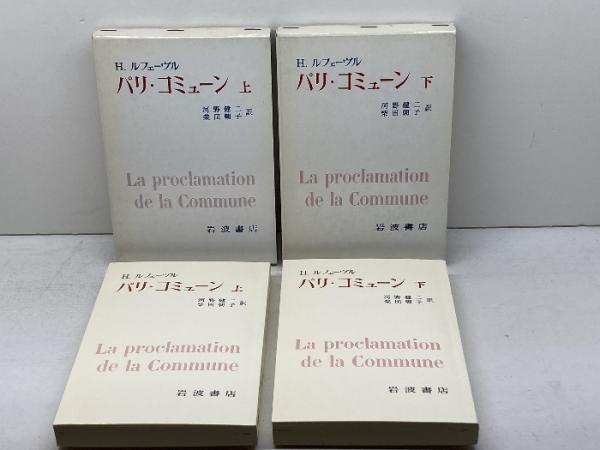 H. ルフェーヴル
パリ・コミューン 上
河野健二
柴田朝子 訳
La proclamation
de la Commune
岩波書店
H. ルフェーヴル
パリ・コミューン 下
河野健二
柴田朝子 訳
La proclamation
de la Commune
岩波書店
H. ルフェーヴル
パリ・コミューン 上
河野健二
柴田朝子 訳
La proclamation
de la Commune
岩波書店
H. ルフェーヴル
パリ・コミューン 下
河野健二
柴田朝子 訳
La proclamation
de la Commune
岩波書店